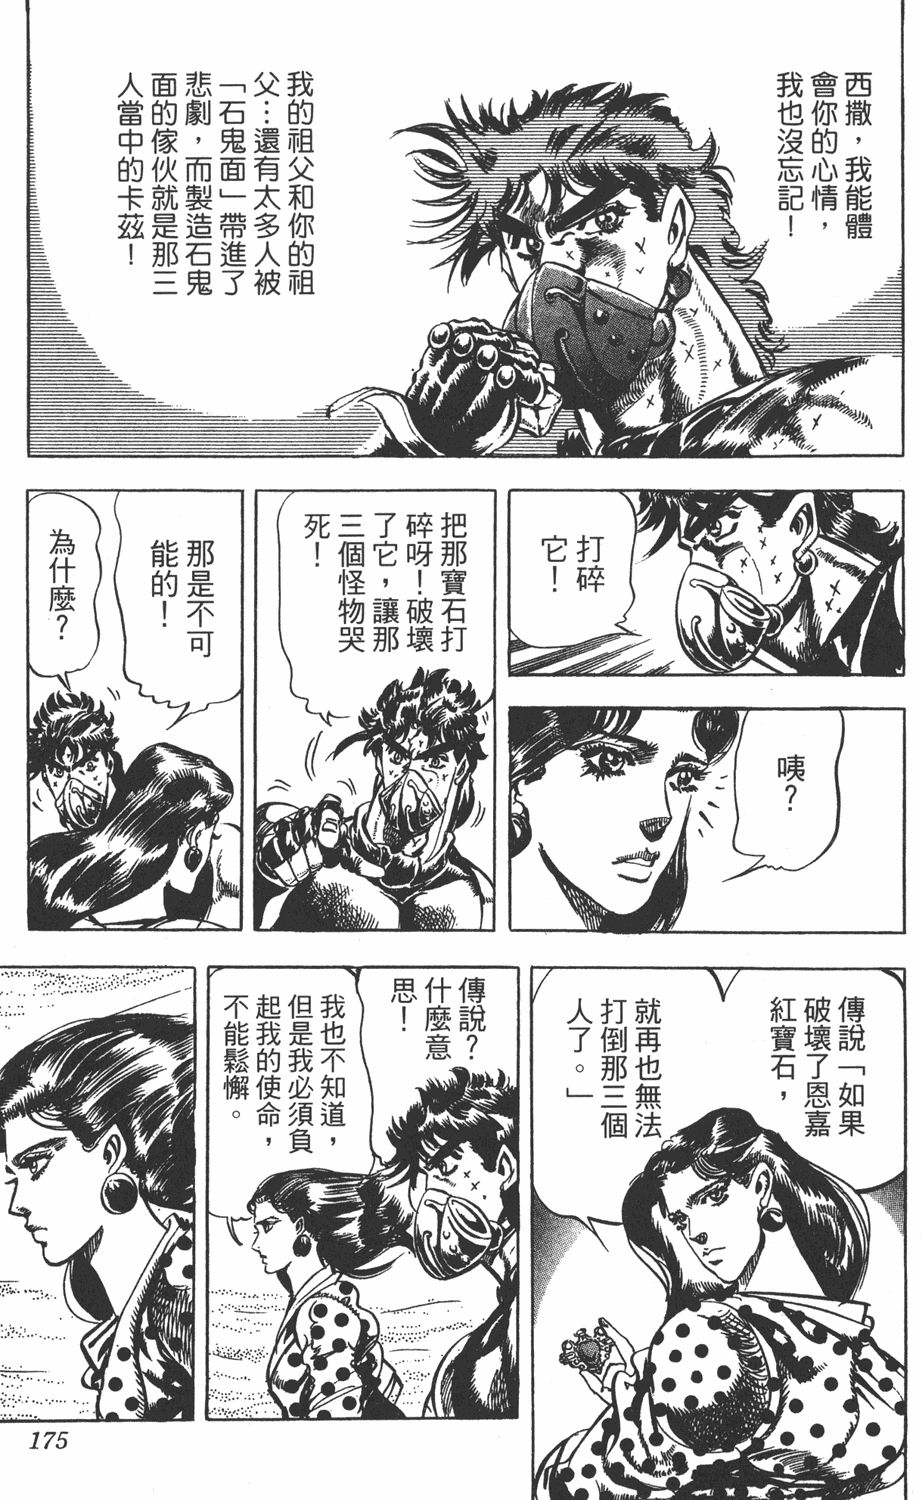 西撒，我能體
會你的心情，
我也沒忘記！
我的祖父和你的祖
父…還有太多人被
「石鬼面」帶進了
悲劇，而製造石鬼
面的傢伙就是那三
人當中的卡茲！
打碎
它！
咦？
把那寶石打
碎呀！破壞
了它，讓那
三個怪物哭
死！
那是不可
能的！
為什麼？
傳說「如果
破壞了恩嘉
紅寶石，
就再也無法
打倒那三個
人了。」
傳說？
什麼意
思！
我也不知道，
但是我必須負
起我的使命，
不能鬆懈。
175